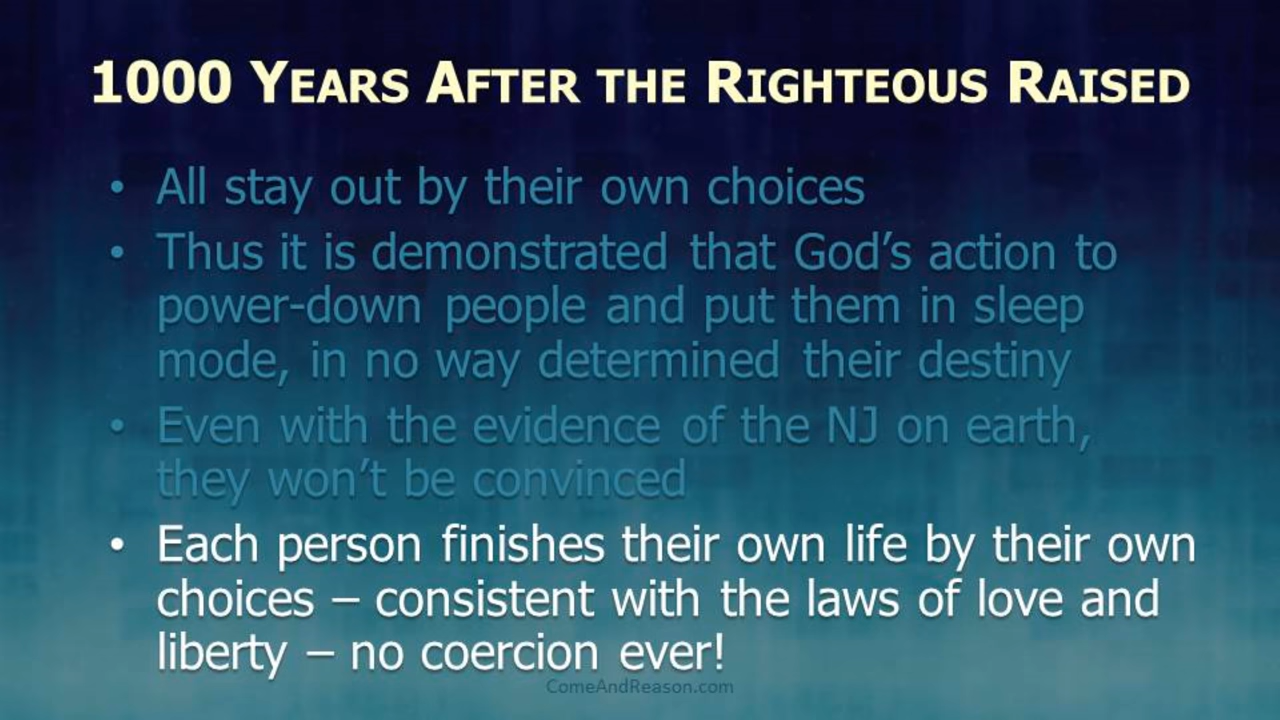 1000 YEARS AFTER THE RIGHTEOUS RAISED
• All stay out by their own choices
• Thus it is demonstrated that God’s action to
power-down people and put them in sleep
mode, in no way determined their destiny
• Even with the evidence of the NJ on earth,
they won’t be convinced
• Each person finishes their own life by their own
choices – consistent with the laws of love and
liberty – no coercion ever!
ComeAndReason.com